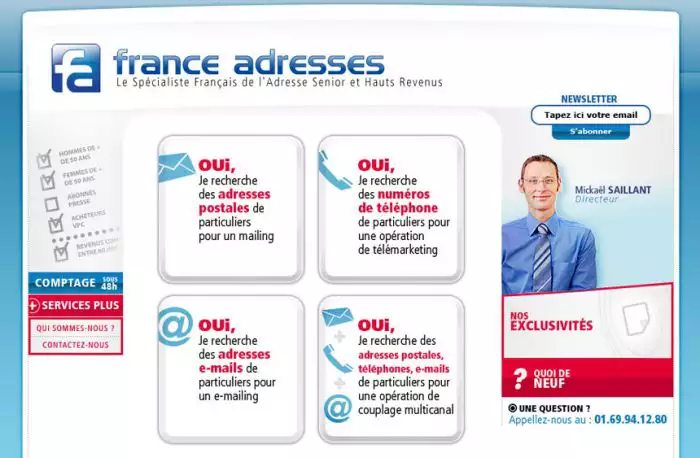 fa france adresses
Le Spécialiste Français de l'Adresse Senior et Hauts Revenus
NEWSLETTER
Tapez ici votre email
S'abonner
HOMMES DE +
DE 50 ANS
FEMMES DE +
DE 50 ANS
ABONNÉS
PRESSE
ACHETEURS
VPC
REVENUS
ENTRE
COMPTAGE SOUS
48h
SERVICES PLUS
QUI SOMMES-NOUS ?
CONTACTEZ-NOUS
OUi,
Je recherche
des adresses
postales de
particuliers
pour un mailing
OUi,
Je recherche
des numéros
de téléphone
de particuliers pour
une opération
de télémarketing
@ OUi,
Je recherche
des adresses
e-mails de
particuliers pour
un e-mailing
OUi,
Je recherche des
adresses postales,
téléphones, e-mails
de particuliers pour
une opération de
couplage multicanal
+
+
@
Mickaël SAILLANT
Directeur
NOS
EXCLUSIVITÉS
? QUOI DE
NEUF
UNE QUESTION ?
Appellez-nous au : 01.69.94.12.80